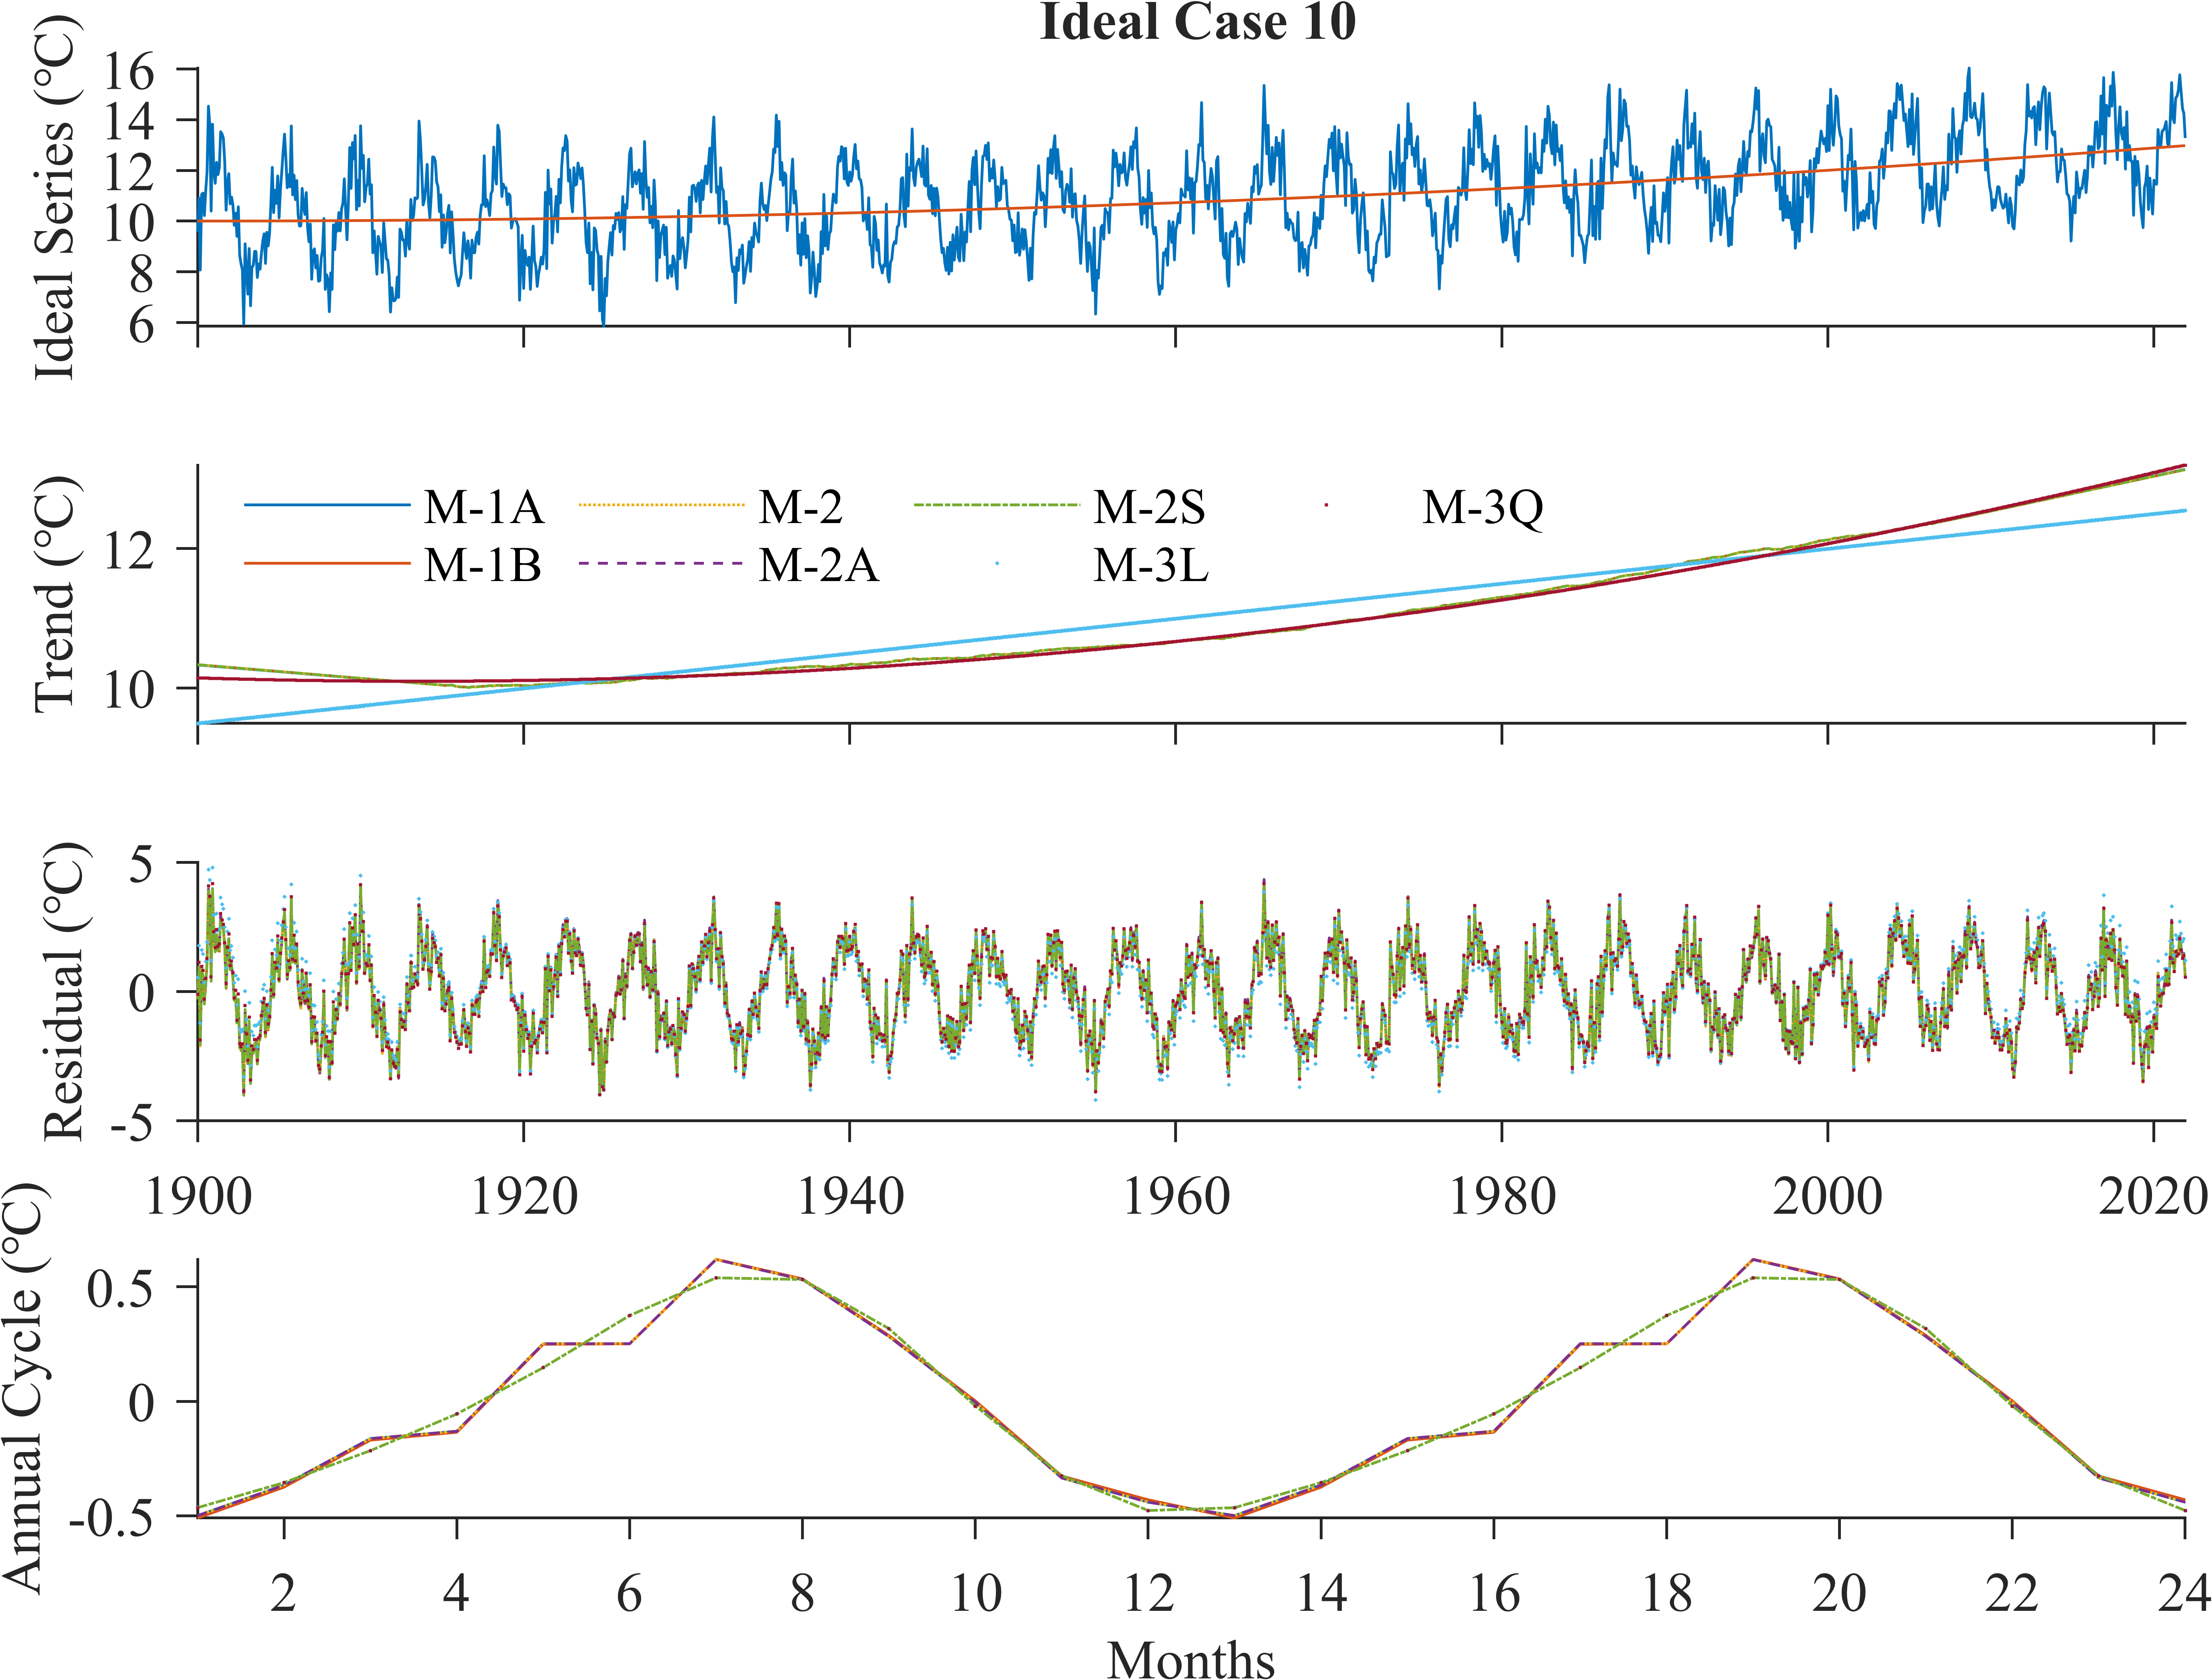 Ideal Case 10
Ideal Series (°C)
16
14
12
10
8
6
Trend (°C)
12
10
M-1A
M-2
M-2S
M-3Q
M-1B
M-2A
M-3L
Residual (°C)
5
0
-5
1900
1920
1940
1960
1980
2000
2020
Annual Cycle (°C)
0.5
0
-0.5
2
4
6
8
10
12
14
16
18
20
22
24
Months